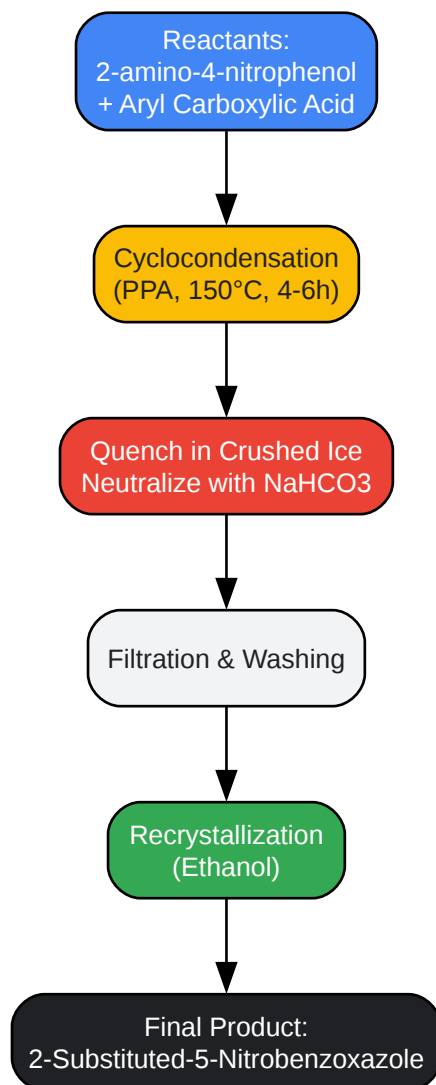 Reactants:
2-amino-4-nitrophenol
+ Aryl Carboxylic Acid
Cyclocondensation
(PPA, 150°C, 4-6h)
Quench in Crushed Ice
Neutralize with NaHCO3
Filtration & Washing
Recrystallization
(Ethanol)
Final Product:
2-Substituted-5-Nitrobenzoxazole